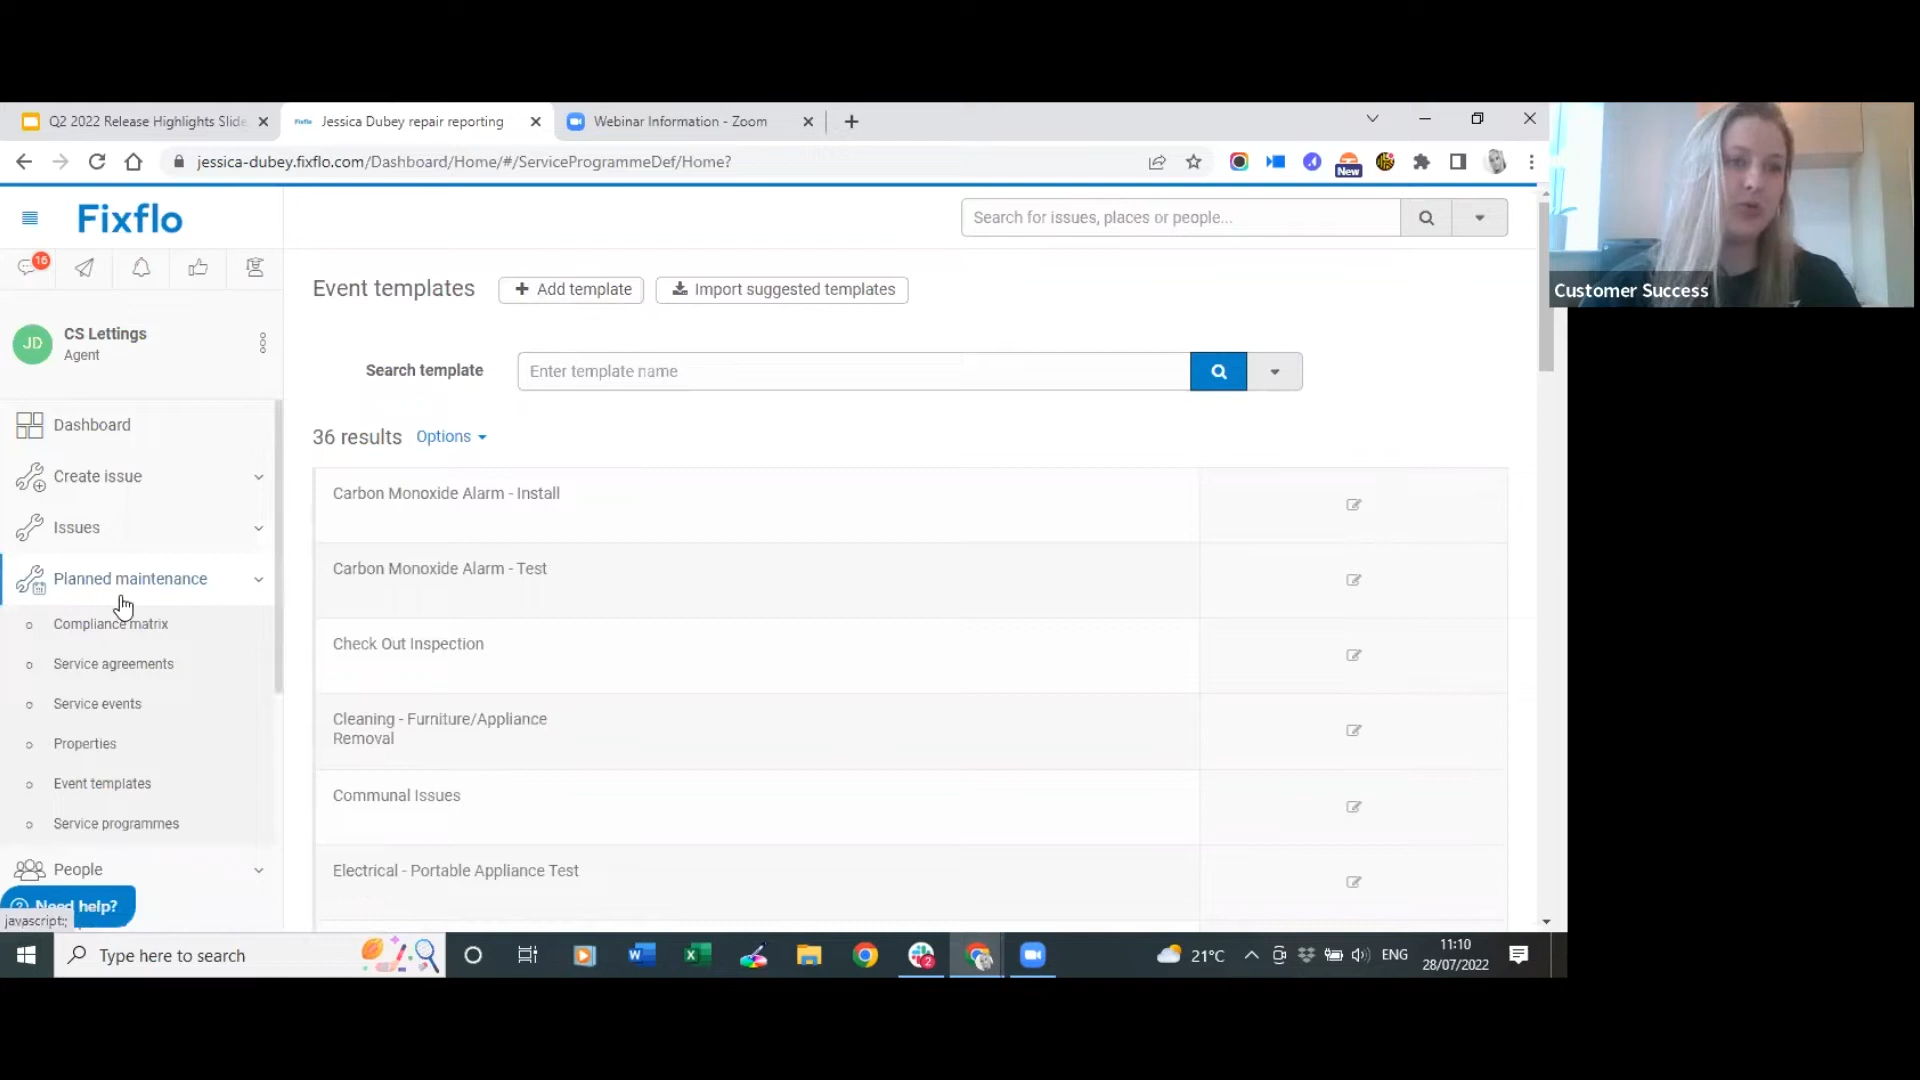 Q2 2022 Release Highlights Slide
Jessica Dubey repair reporting
Webinar Information - Zoom
jessica-dubey.fixflo.com/Dashboard/Home/#/ServiceProgrammeDef/Home?
New
Fixflo
Search for issues, places or people...
16
Customer Success
Event templates
Add template
Import suggested templates
JD
CS Lettings
Agent
Search template
Enter template name
Dashboard
36 results
Options
Create issue
Carbon Monoxide Alarm - Install
Issues
Carbon Monoxide Alarm - Test
Planned maintenance
Compliance matrix
Check Out Inspection
Service agreements
Service events
Cleaning - Furniture/Appliance
Removal
Properties
Event templates
Communal Issues
Service programmes
People
Electrical - Portable Appliance Test
Need help?
javascript:;
Type here to search
W
X
2
21°C
ENG
11:10
28/07/2022